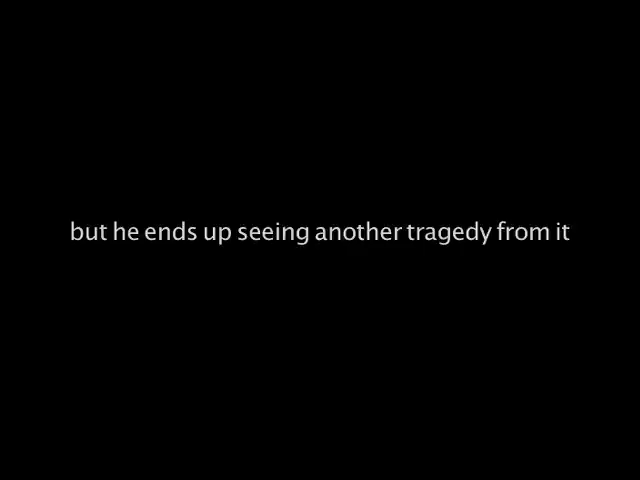 but he ends up seeing another tragedy from it